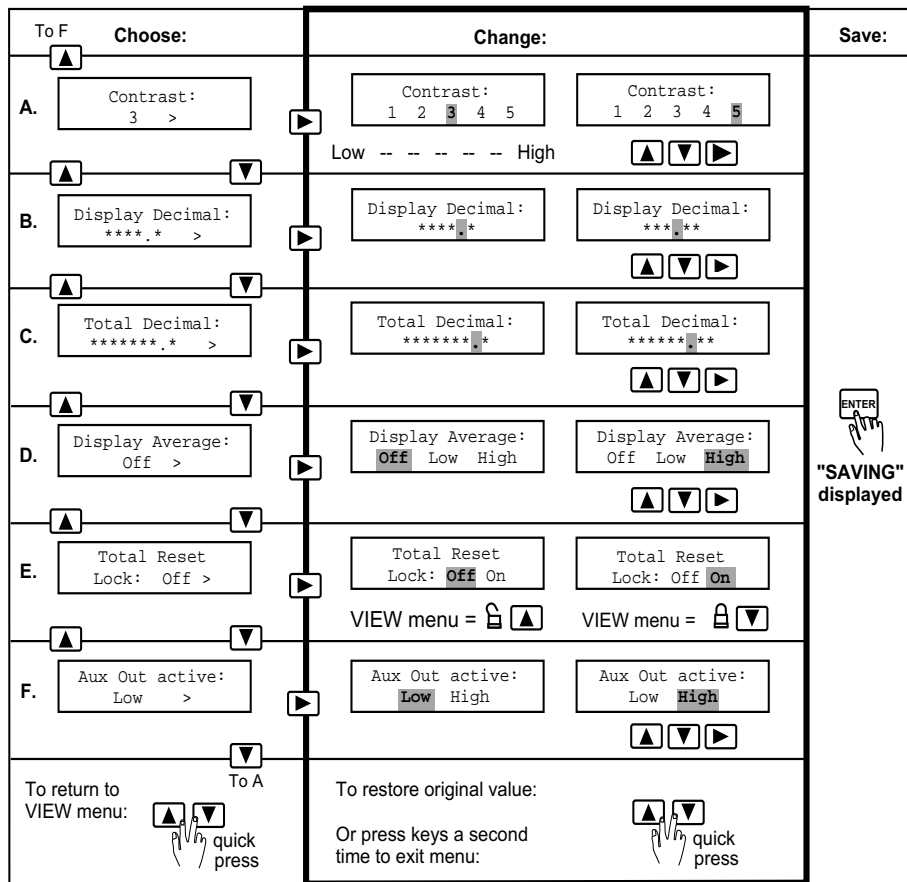 To F
Choose:
Change:
Save:
A.
Contrast:
3 >
Contrast:
1 2 3 4 5
Low -- -- -- -- -- High
Contrast:
1 2 3 4 5
B.
Display Decimal:
****.* >
Display Decimal:
****.*
Display Decimal:
***.**
C.
Total Decimal:
*******.* >
Total Decimal:
*******.*
Total Decimal:
******.**
D.
Display Average:
Off >
Display Average:
Off Low High
Display Average:
Off Low High
E.
Total Reset
Lock: Off >
Total Reset
Lock: Off On
VIEW menu =
Total Reset
Lock: Off On
VIEW menu =
F.
Aux Out active:
Low >
Aux Out active:
Low High
Aux Out active:
Low High
To A
ENTER
"SAVING"
displayed
To return to
VIEW menu:
quick
press
To restore original value:
Or press keys a second
time to exit menu:
quick
press